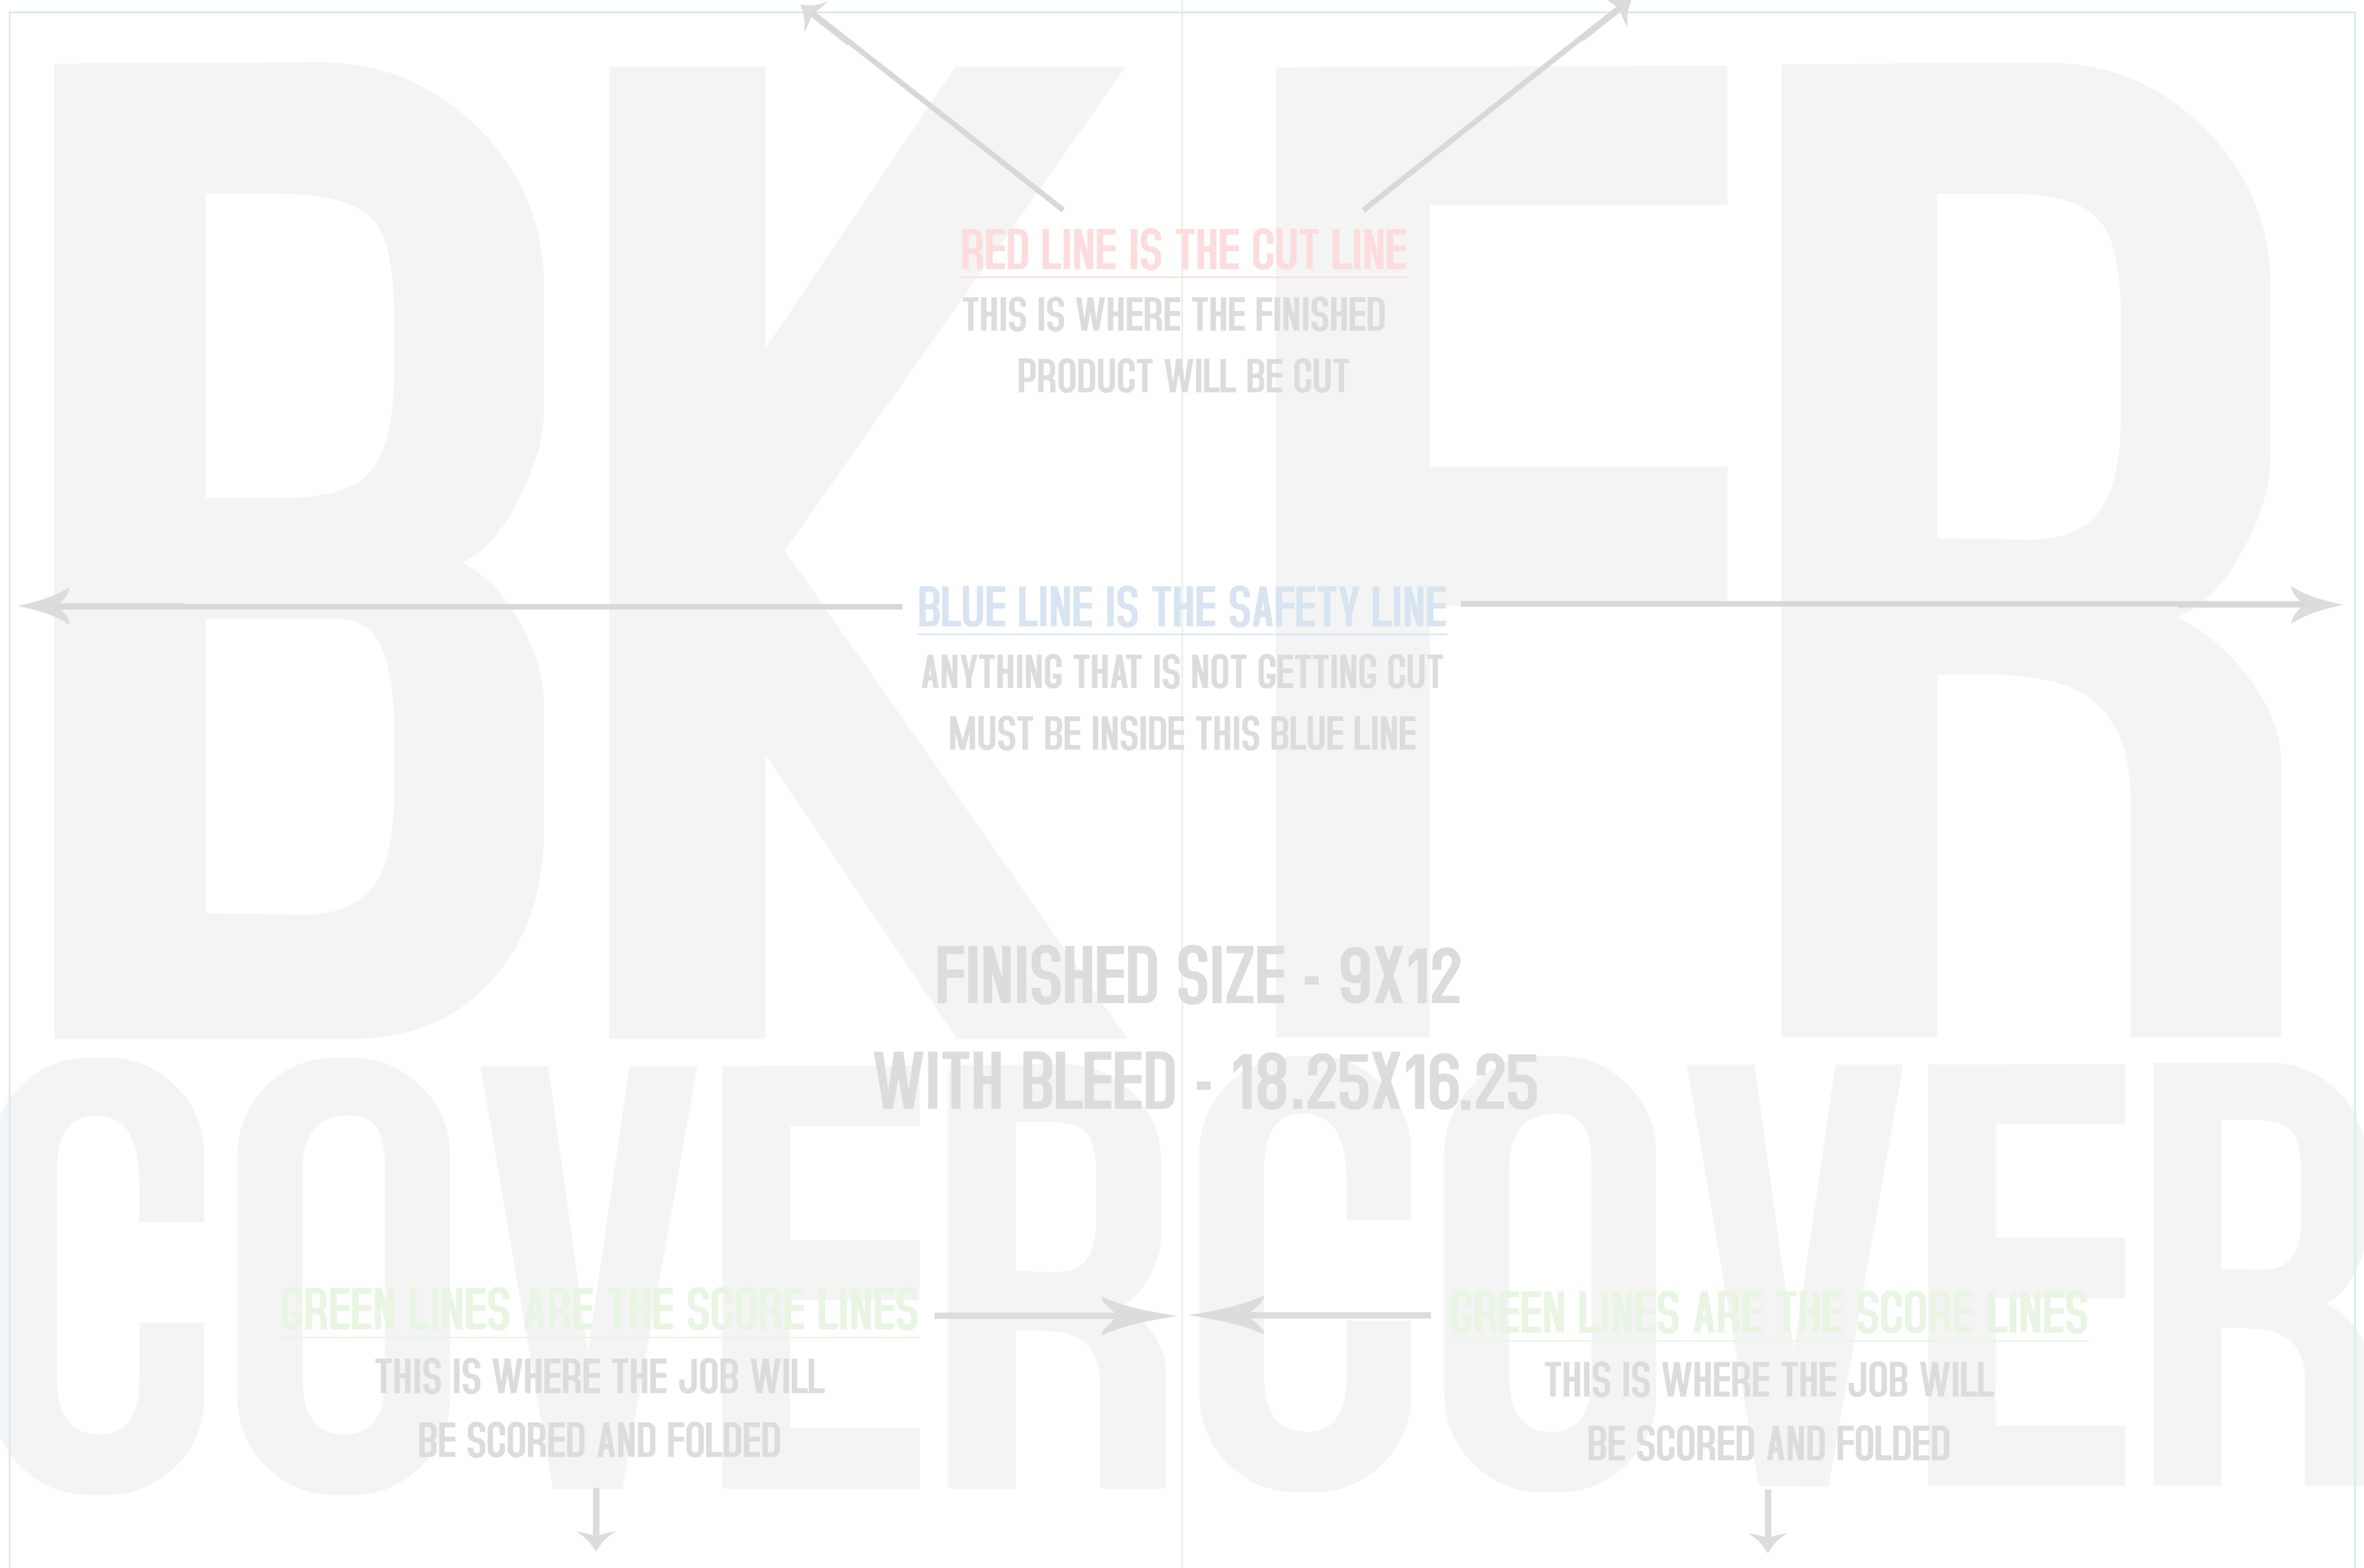 BK ER
RED LINE IS THE CUT LINE
THIS IS WHERE THE FINISHED
PRODUCT WILL BE CUT
BLUE LINE IS THE SAFETY LINE
ANYTHING THAT IS NOT GETTING CUT
MUST BE INSIDE THIS BLUE LINE
FINISHED SIZE - 9X12
WITH BLEED - 18.25X16.25
COVER COVER
GREEN LINES ARE THE SCORE LINES
THIS IS WHERE THE JOB WILL
BE SCORED AND FOLDED
GREEN LINES ARE SCORE LINES
THIS IS WHERE THE JOB WILL
BE SCORED AND FOLDED